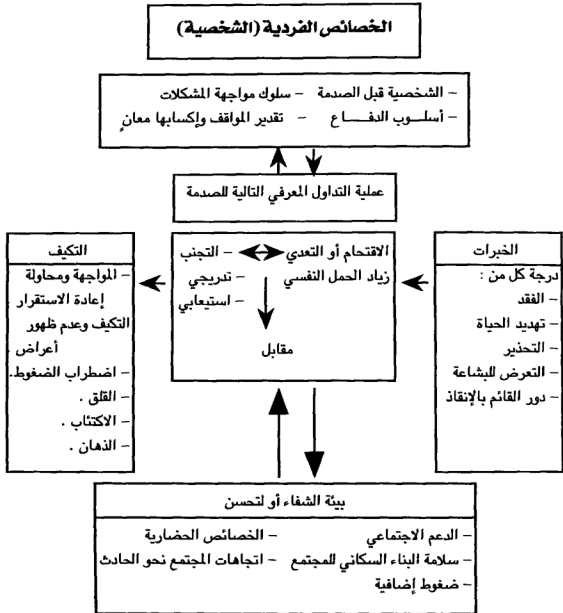 الخصائص الفردية (الشخصية)
– الشخصية قبل الصدمة – سلوك مواجهة المشكلات
– أسلـــوب الدفـــــاع – تقدير المواقف وإكسابها معانٍ
عملية التداول المعرفي التالية للصدمة
الخبرات
درجة كل من :
– الفقد
– تهديد الحياة
– التحذير
– التعرض للبشاعة
– دور القائم بالإنقاذ
الاقتحام أو التعدي – التجنب
زياد الحمل النفسي – تدريجي
– استيعابي
مقابل
التكيف
– المواجهة ومحاولة
إعادة الاستقرار .
التكيف وعدم ظهور
أعراض .
– اضطراب الضغوط.
– القلق .
– الاكتئاب .
– الذهان .
بيئة الشفاء أو لتحسن
– الدعم الاجتماعي – الخصائص الحضارية
– سلامة البناء السكاني للمجتمع – اتجاهات المجتمع نحو الحادث
– ضغوط إضافية